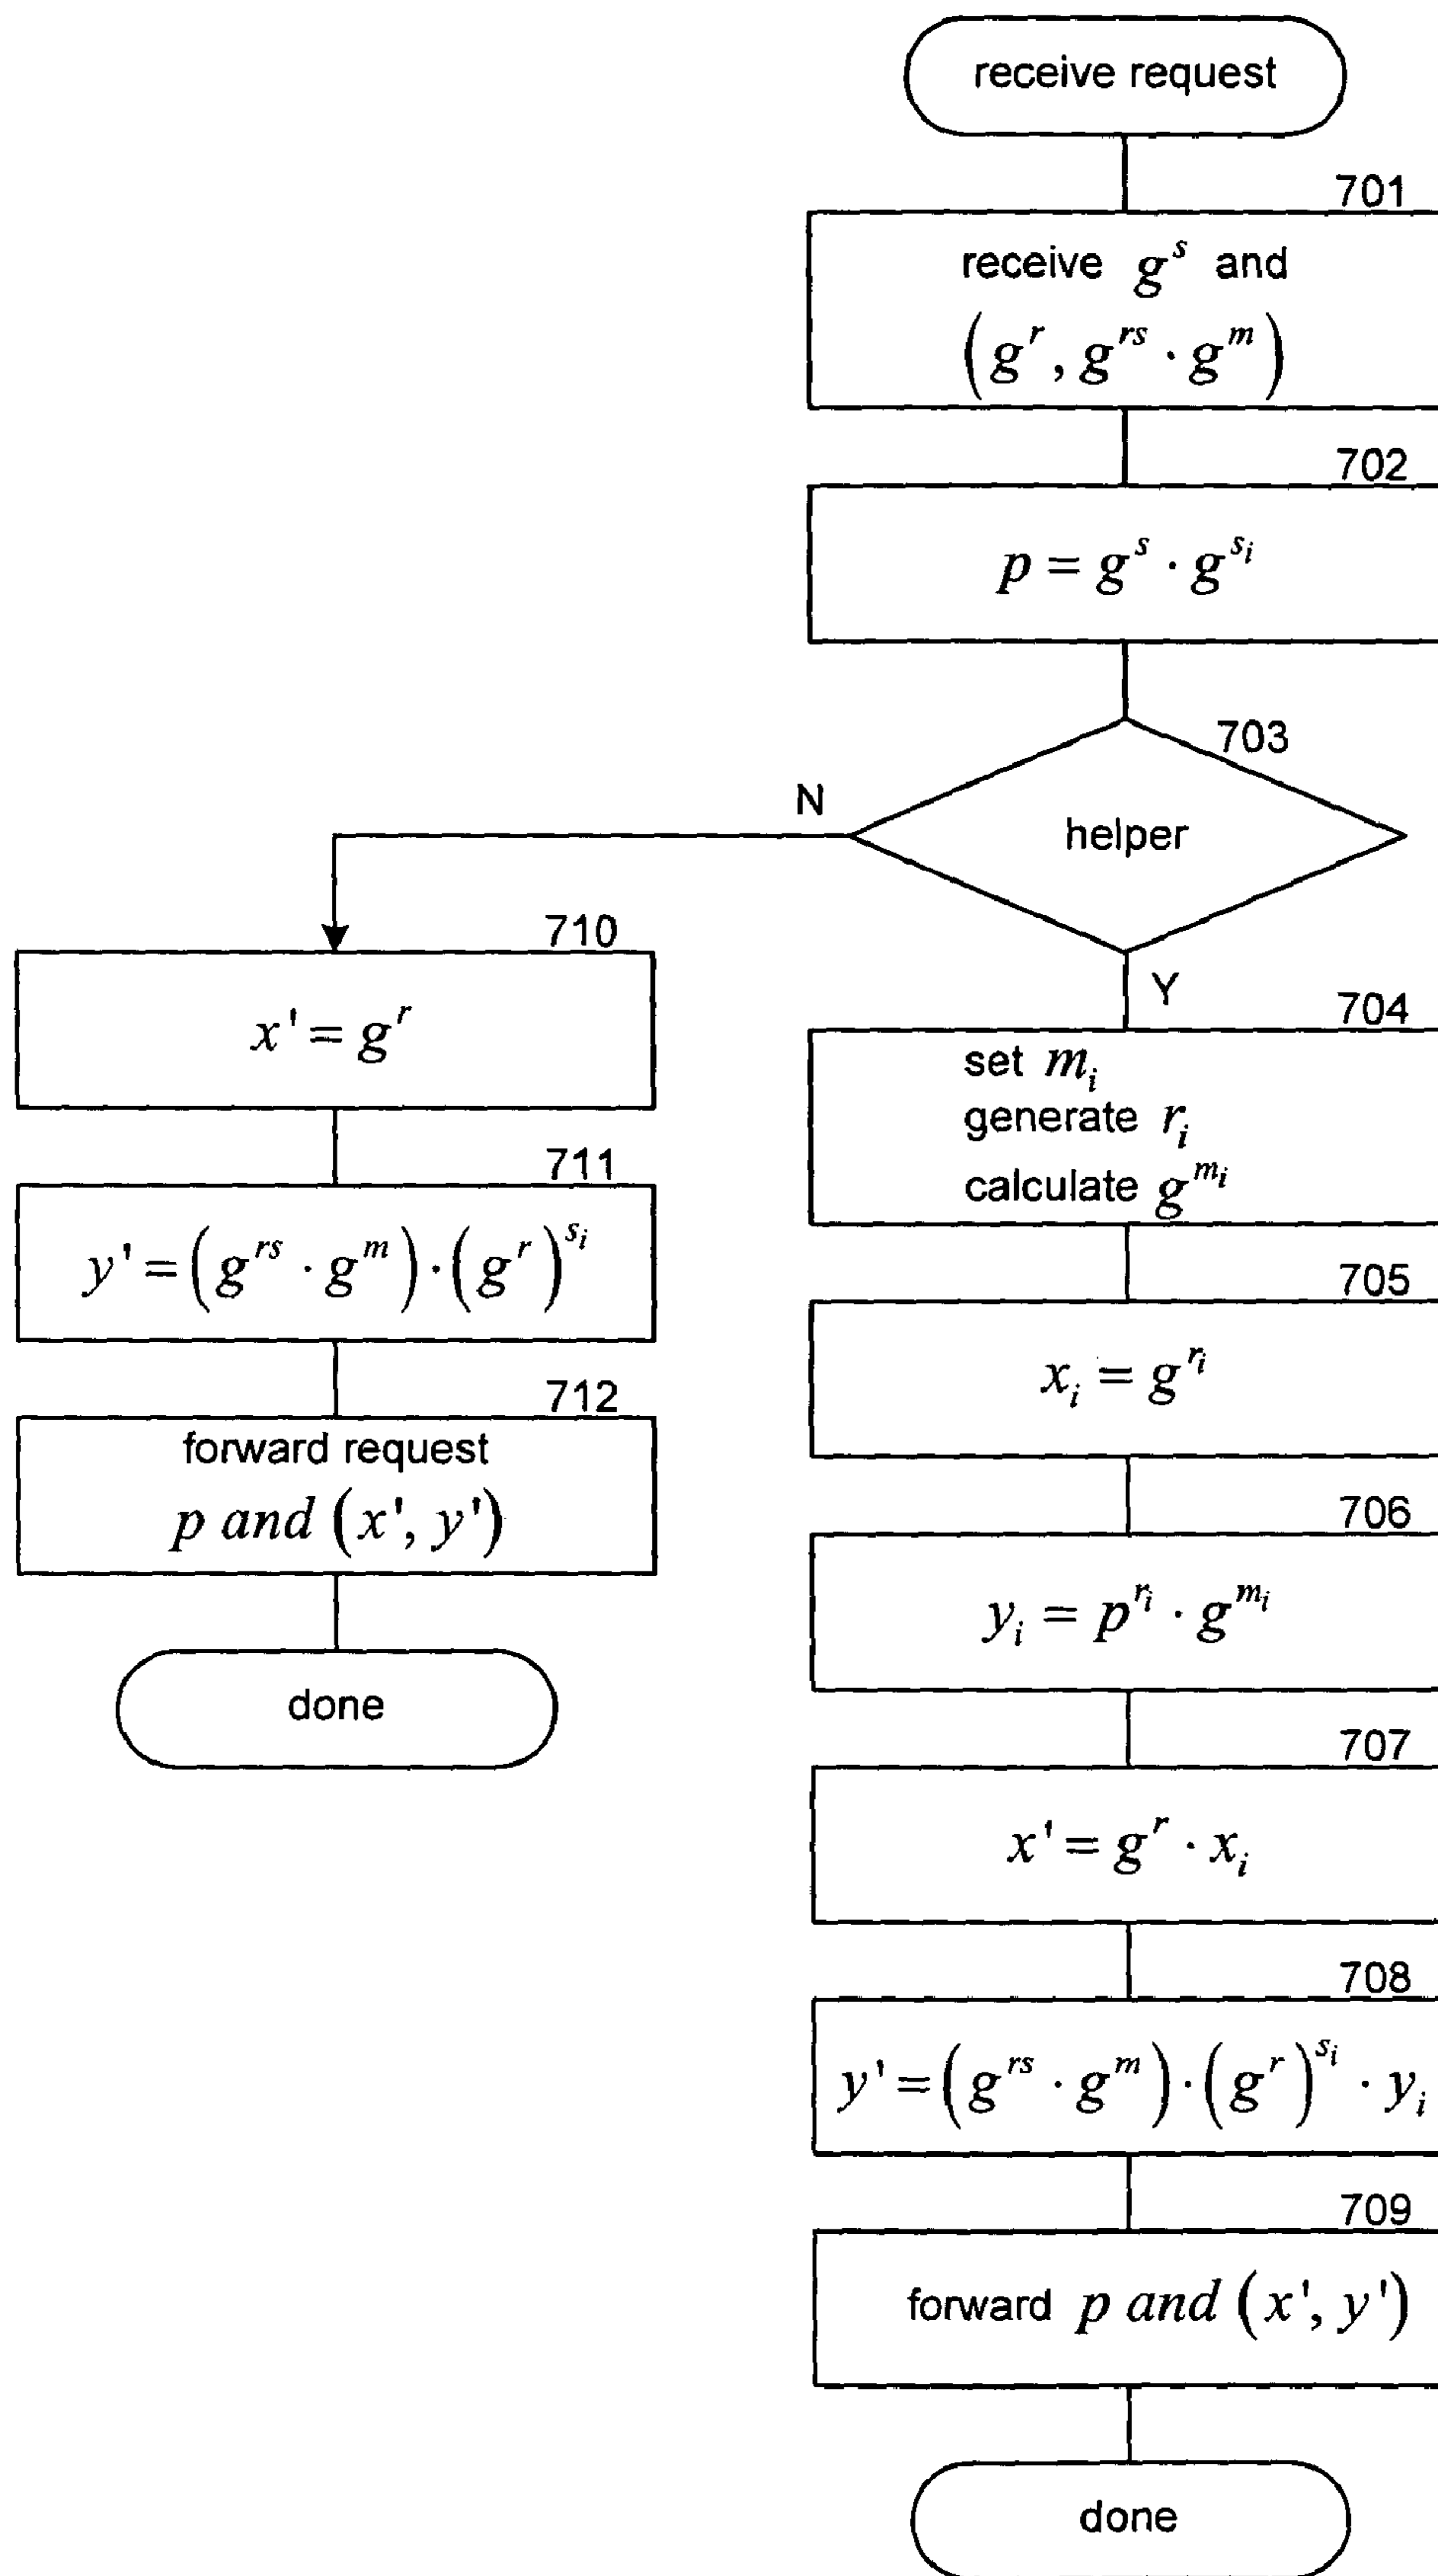 receive request
701
receive g^s and
(g^r, g^{rs} · g^m)
702
p = g^s · g^{s_i}
703
helper
N
Y
710
x' = g^r
711
y' = (g^{rs} · g^m) · (g^r)^{s_i}
712
forward request
p and (x', y')
done
704
set m_i
generate r_i
calculate g^{m_i}
705
x_i = g^{r_i}
706
y_i = p^{r_i} · g^{m_i}
707
x' = g^r · x_i
708
y' = (g^{rs} · g^m) · (g^r)^{s_i} · y_i
709
forward p and (x', y')
done